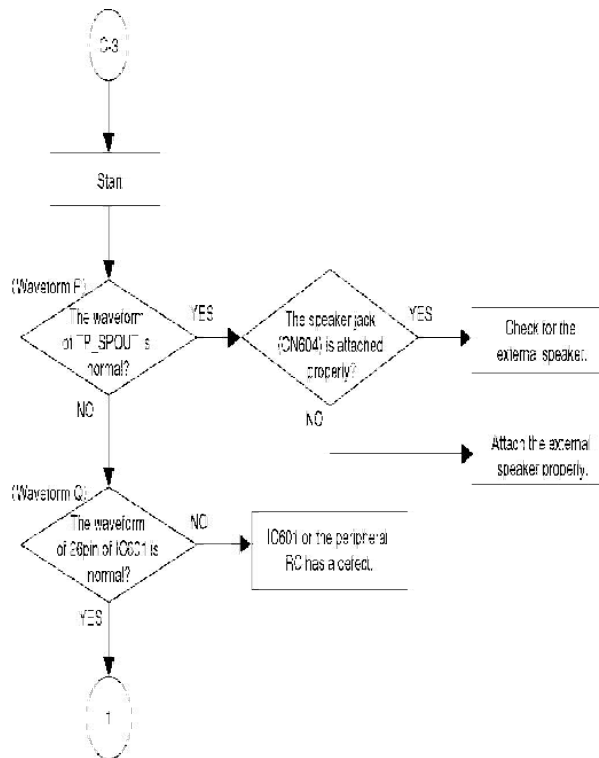 C-3
Start
(Waveform P)
The waveform
of TP_SPOUT is
normal?
YES
The speaker jack
(CN604) is attached
properly?
YES
Check for the
external speaker.
NO
NO
Attach the external
speaker properly.
(Waveform Q)
The waveform
of 26pin of IC601 is
normal?
NO
IC601 or the peripheral
RC has a defect.
YES
1